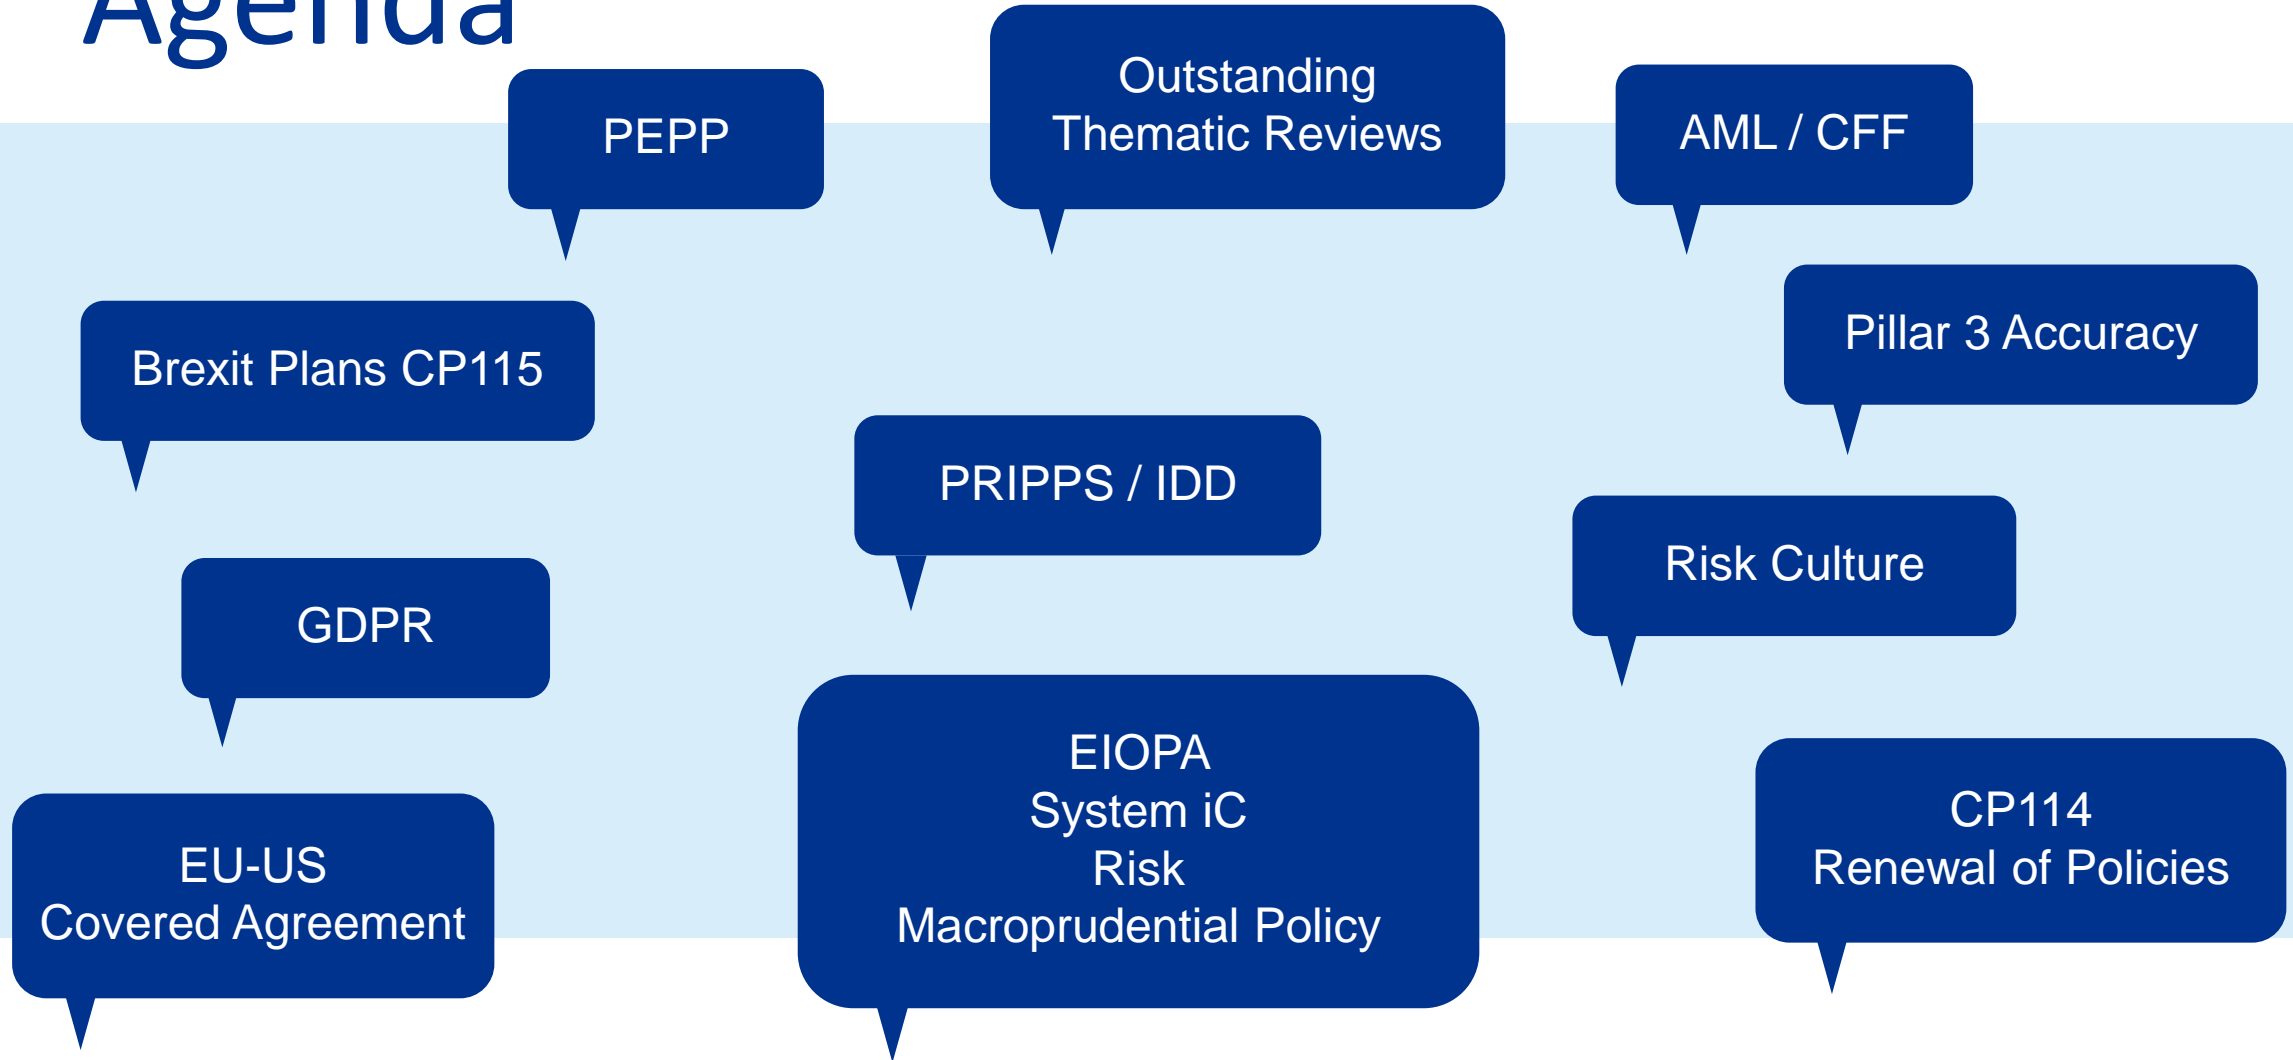 Agenda
PEPP
Outstanding
Thematic Reviews
AML / CFF
Brexit Plans CP115
Pillar 3 Accuracy
PRIPPS / IDD
Risk Culture
GDPR
EIOPA
System iC
Risk
Macroprudential Policy
CP114
Renewal of Policies
EU-US
Covered Agreement